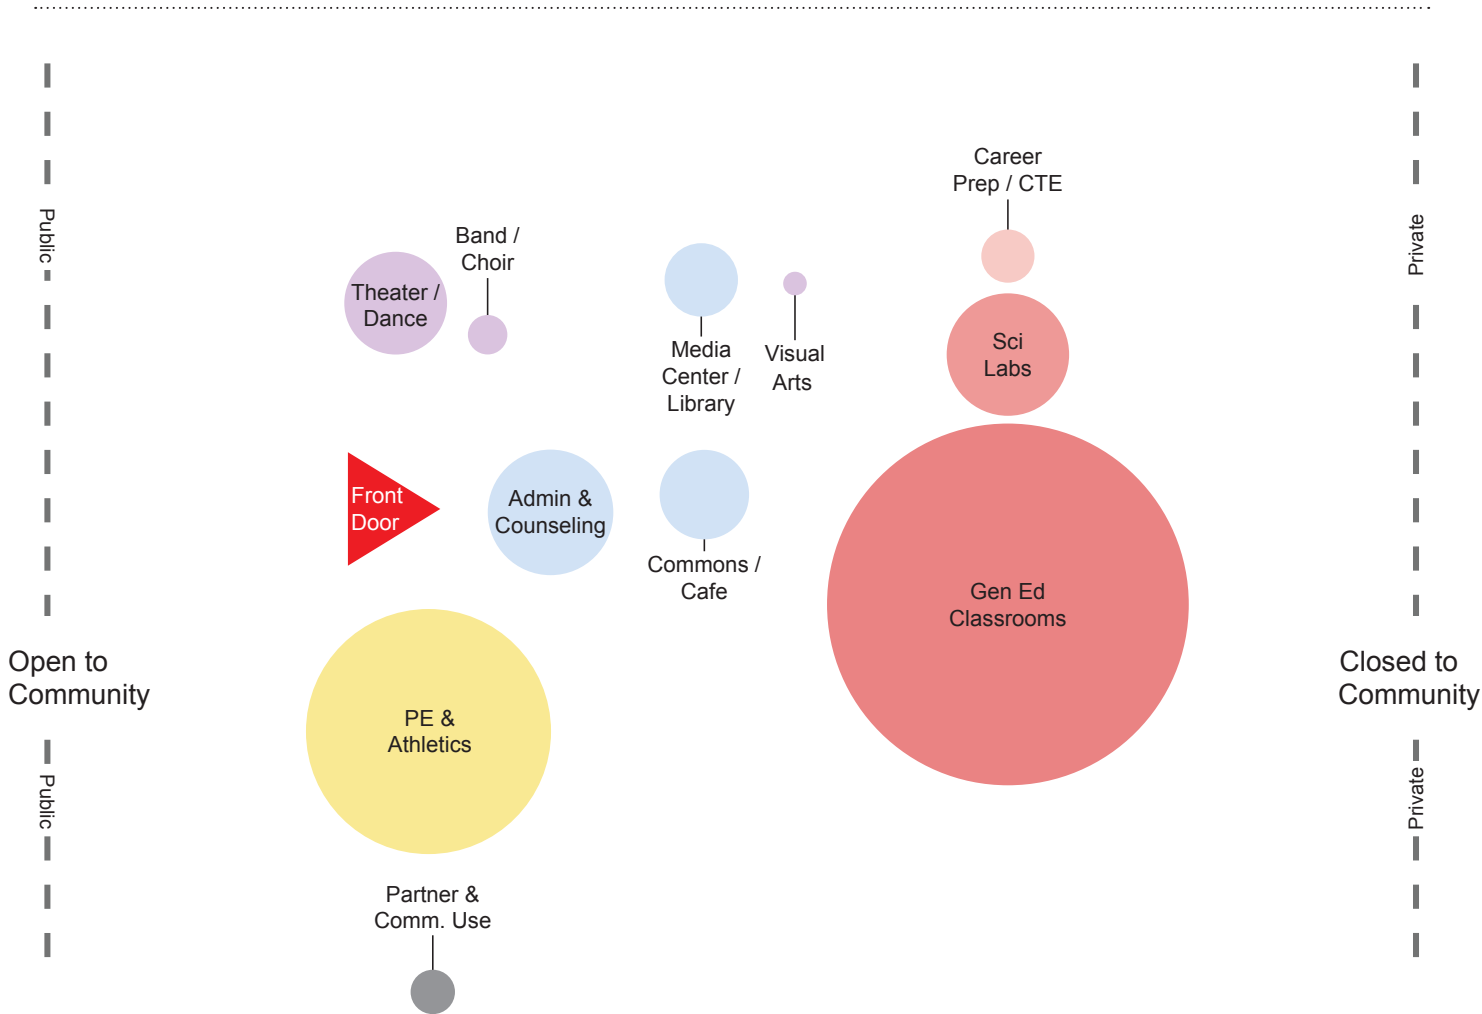 Career
Prep / CTE
Public
Private
Band /
Choir
Theater /
Dance
Sci
Labs
Media
Center /
Library
Visual
Arts
Front
Door
Admin &
Counseling
Commons /
Cafe
Gen Ed
Classrooms
Open to
Community
Closed to
Community
PE &
Athletics
Public
Private
Partner &
Comm. Use